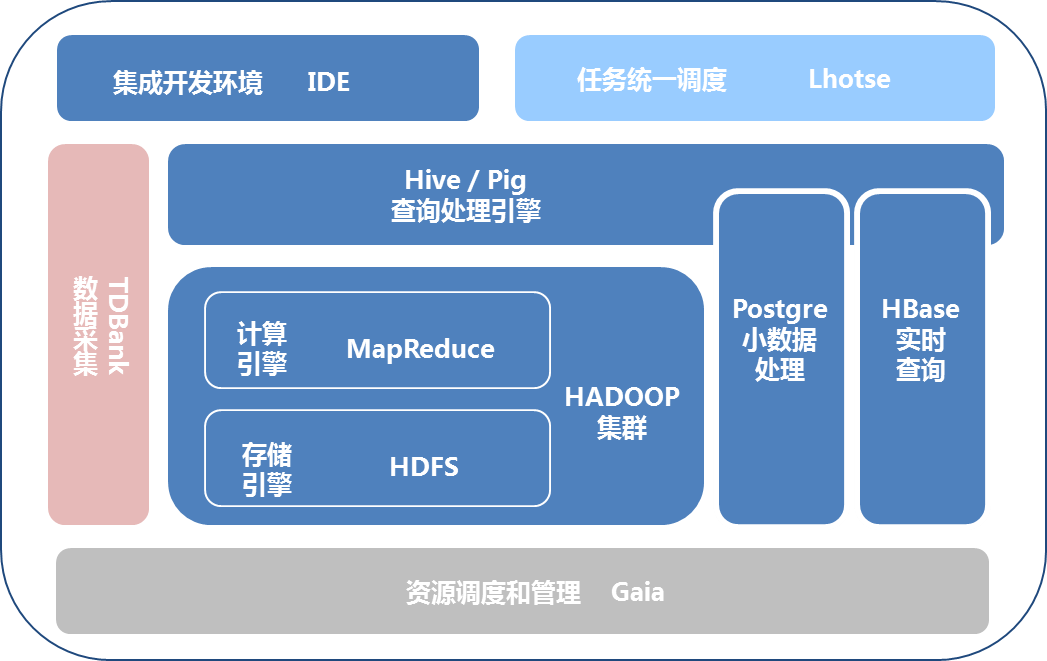 集成开发环境 IDE
任务统一调度 Lhotse
Hive / Pig
查询处理引擎
TDBank
数据采集
计算
引擎
MapReduce
存储
引擎
HDFS
HADOOP
集群
Postgre
小数据
处理
HBase
实时
查询
资源调度和管理 Gaia